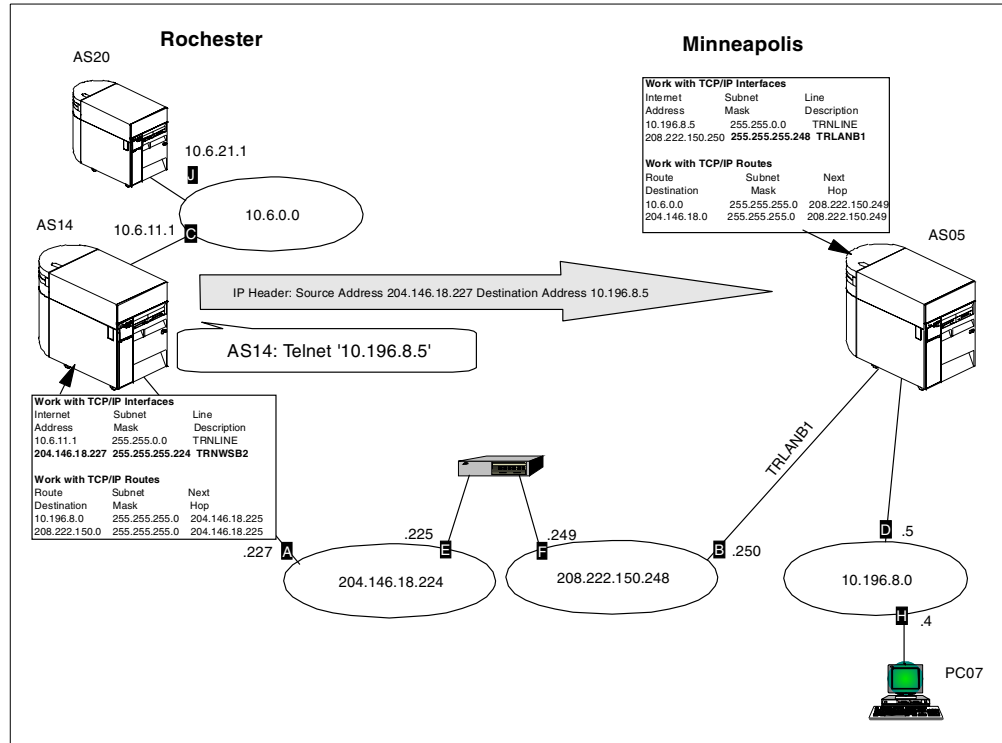 Rochester
Minneapolis
AS20
10.6.21.1
J
10.6.0.0
AS14
10.6.11.1
C
Work with TCP/IP Interfaces
Internet Subnet Line
Address Mask Description
10.196.8.5 255.255.0.0 TRNLINE
208.222.150.250 255.255.255.248 TRLANB1
Work with TCP/IP Routes
Route Subnet Next
Destination Mask Hop
10.6.0.0 255.255.255.0 208.222.150.249
204.146.18.0 255.255.255.0 208.222.150.249
AS05
IP Header: Source Address 204.146.18.227 Destination Address 10.196.8.5
AS14: Telnet '10.196.8.5'
Work with TCP/IP Interfaces
Internet Subnet Line
Address Mask Description
10.6.11.1 255.255.0.0 TRNLINE
204.146.18.227 255.255.255.224 TRNWSB2
Work with TCP/IP Routes
Route Subnet Next
Destination Mask Hop
10.196.8.0 255.255.255.0 204.146.18.225
208.222.150.0 255.255.255.0 204.146.18.225
TRLANB1
.227 A
.225 E
F .249
B .250
D .5
204.146.18.224
208.222.150.248
10.196.8.0
H .4
PC07